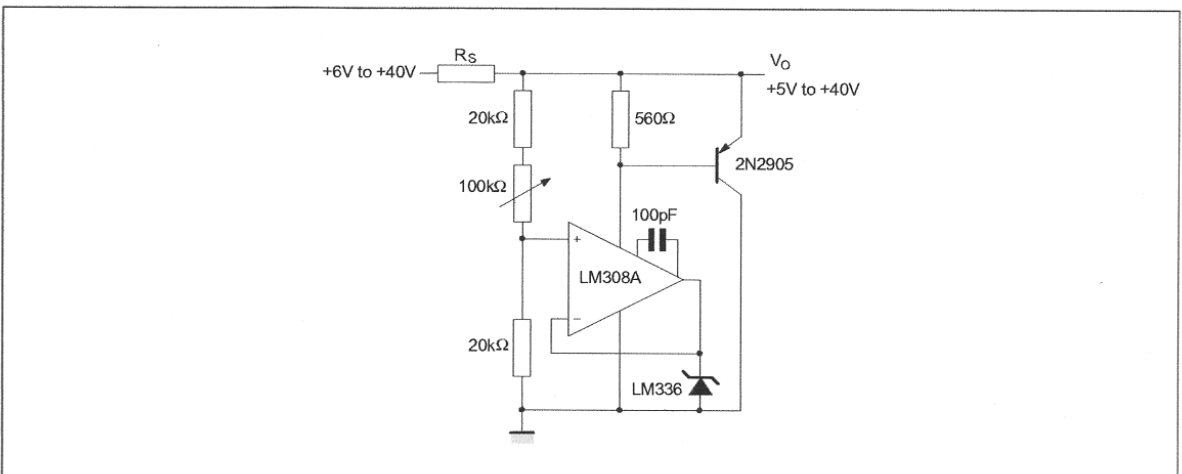 RS
+6V to +40V
VO
+5V to +40V
20kΩ
560Ω
2N2905
100kΩ
100pF
+
LM308A
−
20kΩ
LM336